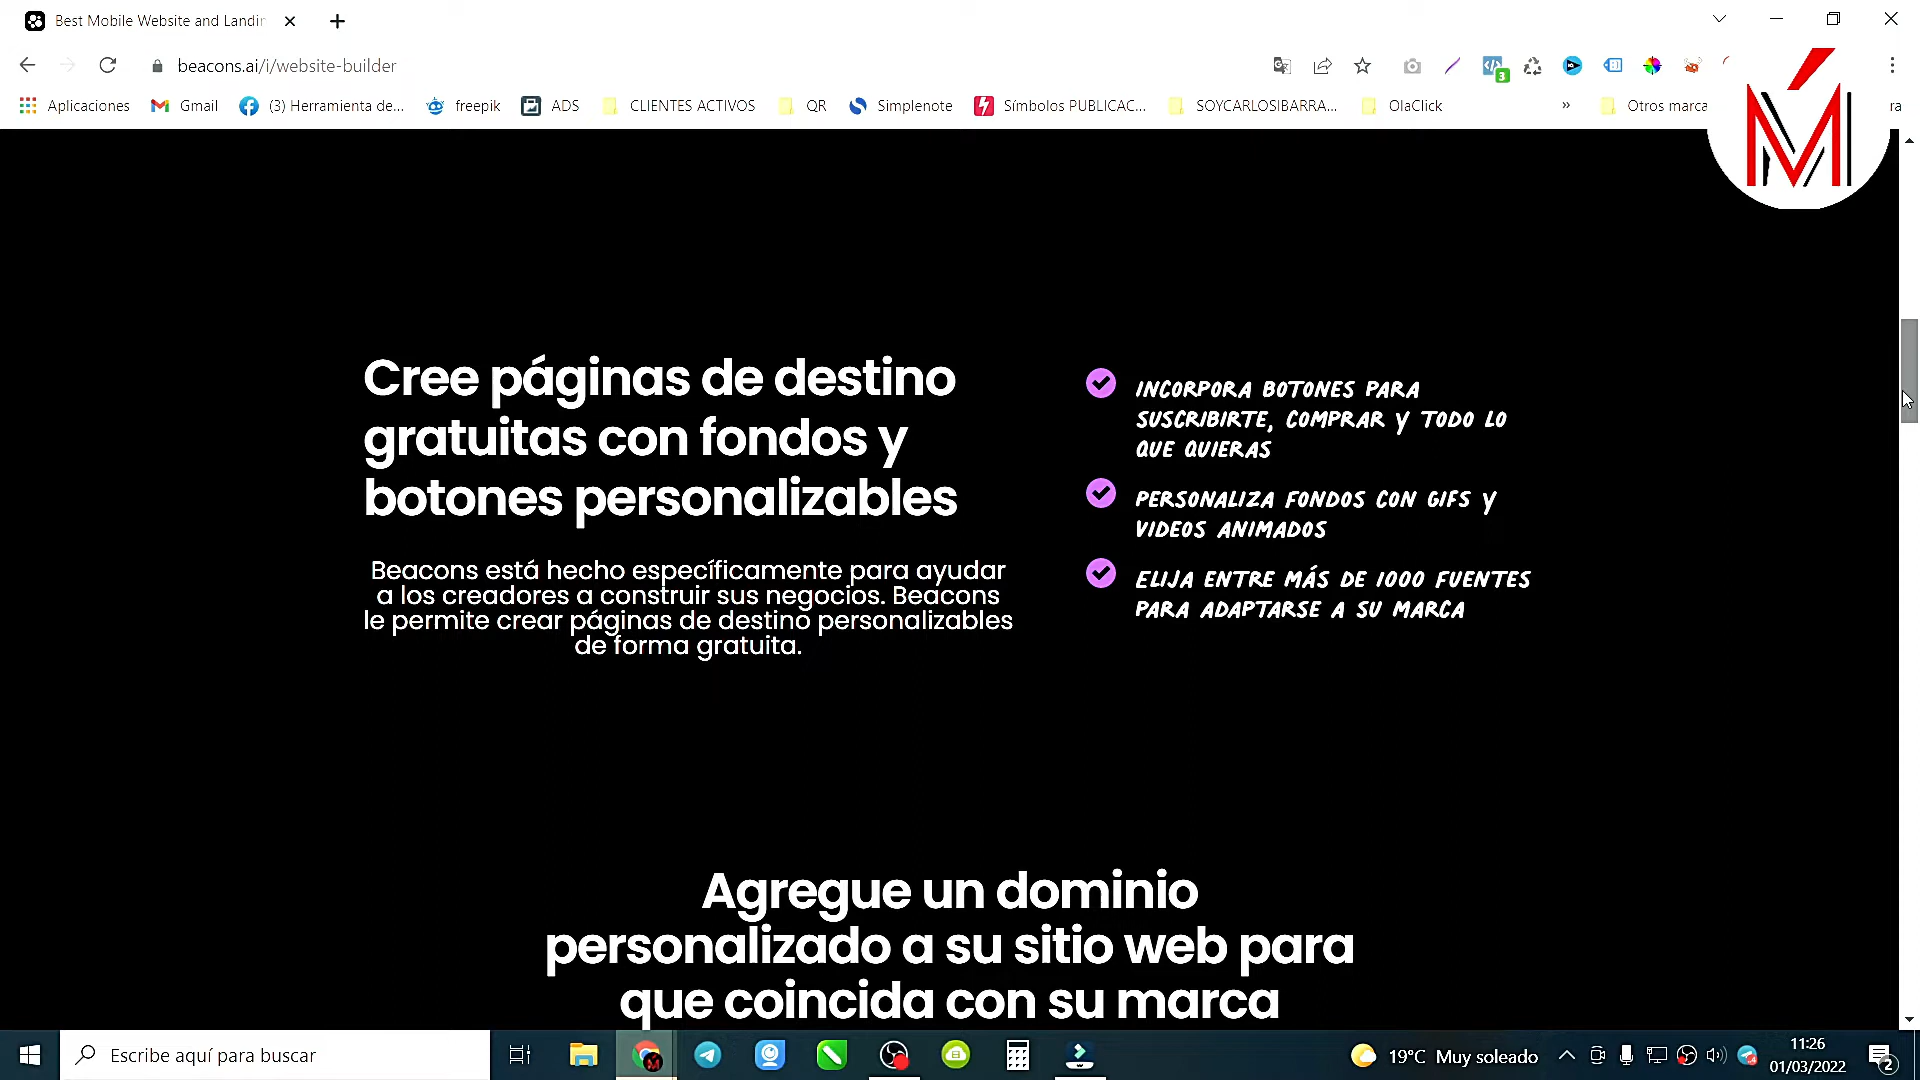 Best Mobile Website and Landin
beacons.ai/i/website-builder
3
Aplicaciones
Gmail
(3) Herramienta de...
freepik
ADS
CLIENTES ACTIVOS
QR
Simplenote
Símbolos PUBLICAC...
SOYCARLOSIBARRA...
OlaClick
»
Otros marca
ra
Cree páginas de destino
gratuitas con fondos y
botones personalizables
Beacons está hecho específicamente para ayudar
a los creadores a construir sus negocios. Beacons
le permite crear páginas de destino personalizables
de forma gratuita.
INCORPORA BOTONES PARA
SUSCRIBIRTE, COMPRAR Y TODO LO
QUE QUIERAS
PERSONALIZA FONDOS CON GIFS Y
VIDEOS ANIMADOS
ELIJA ENTRE MÁS DE 1000 FUENTES
PARA ADAPTARSE A SU MARCA
Agregue un dominio
personalizado a su sitio web para
que coincida con su marca
Escribe aquí para buscar
19°C Muy soleado
11:26
01/03/2022
2